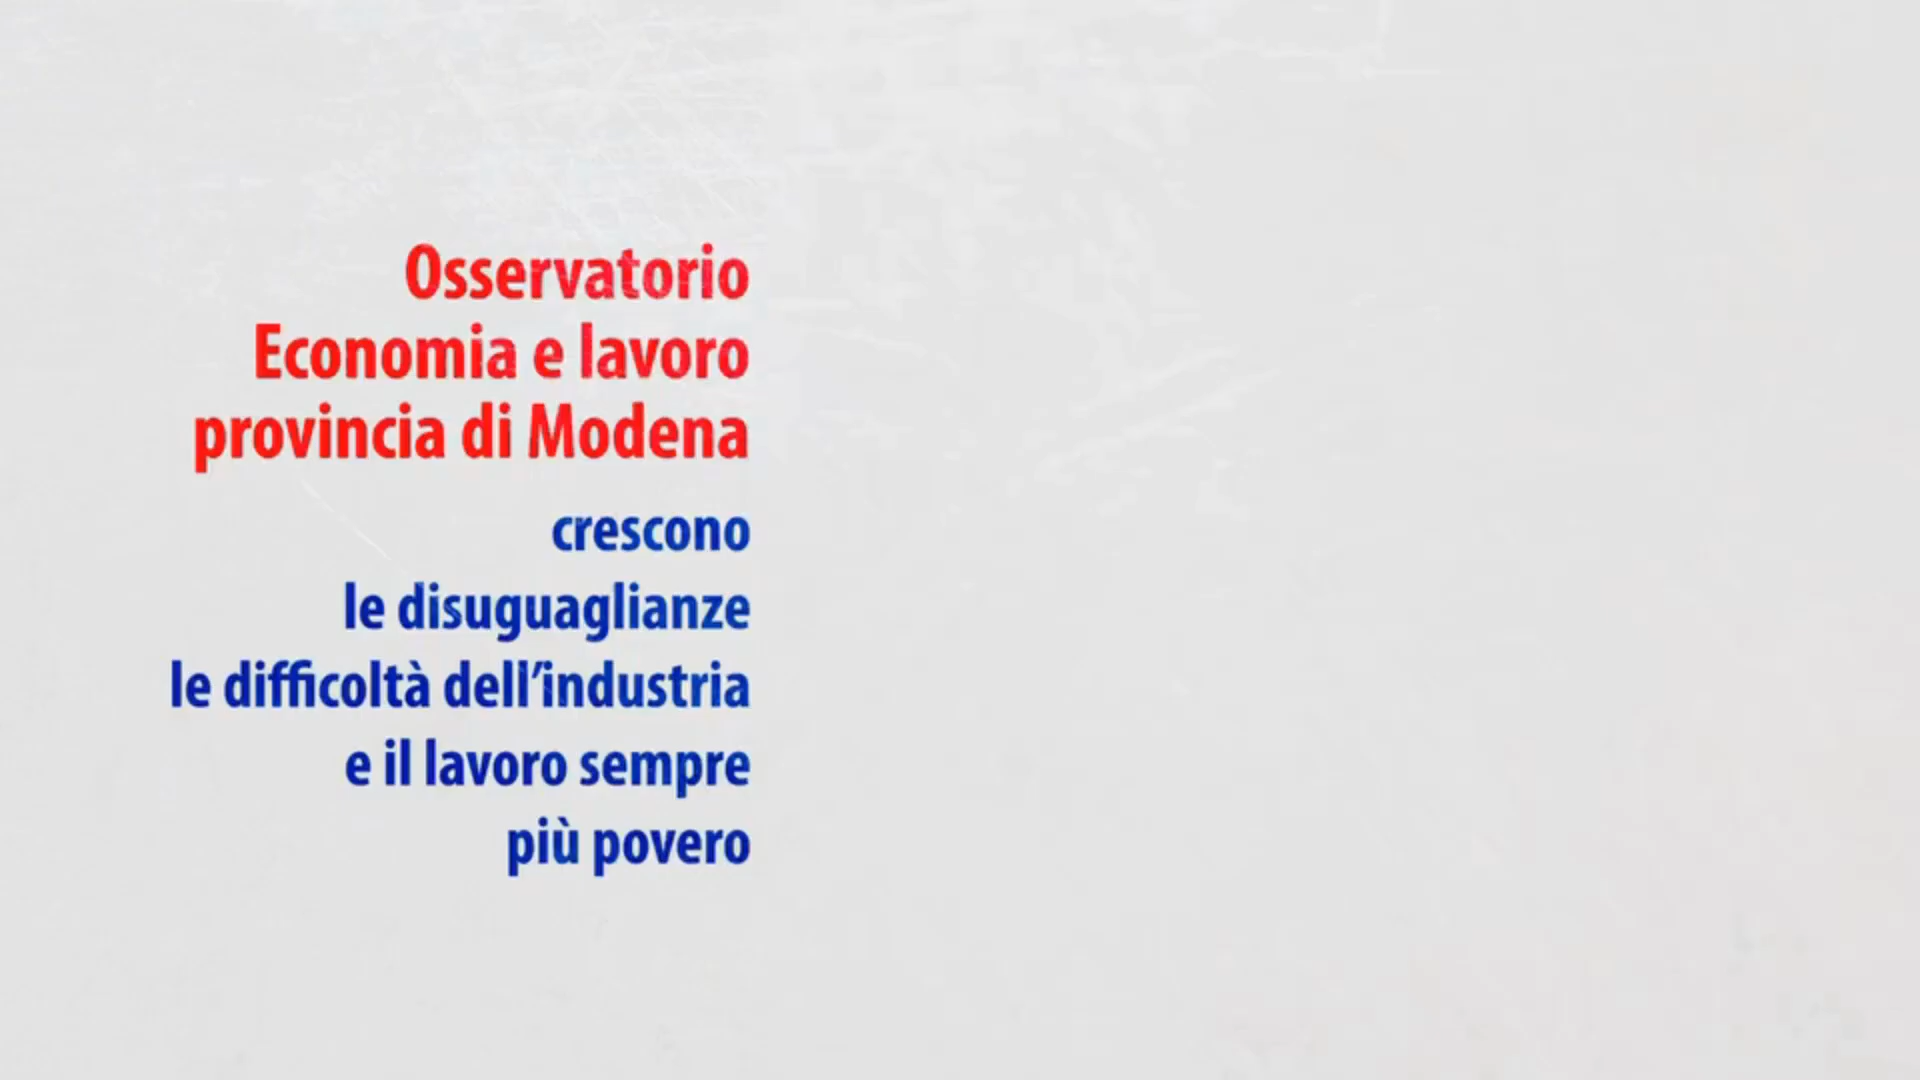 Osservatorio
Economia e lavoro
provincia di Modena
crescono
le disuguaglianze
le difficoltà dell’industria
e il lavoro sempre
più povero